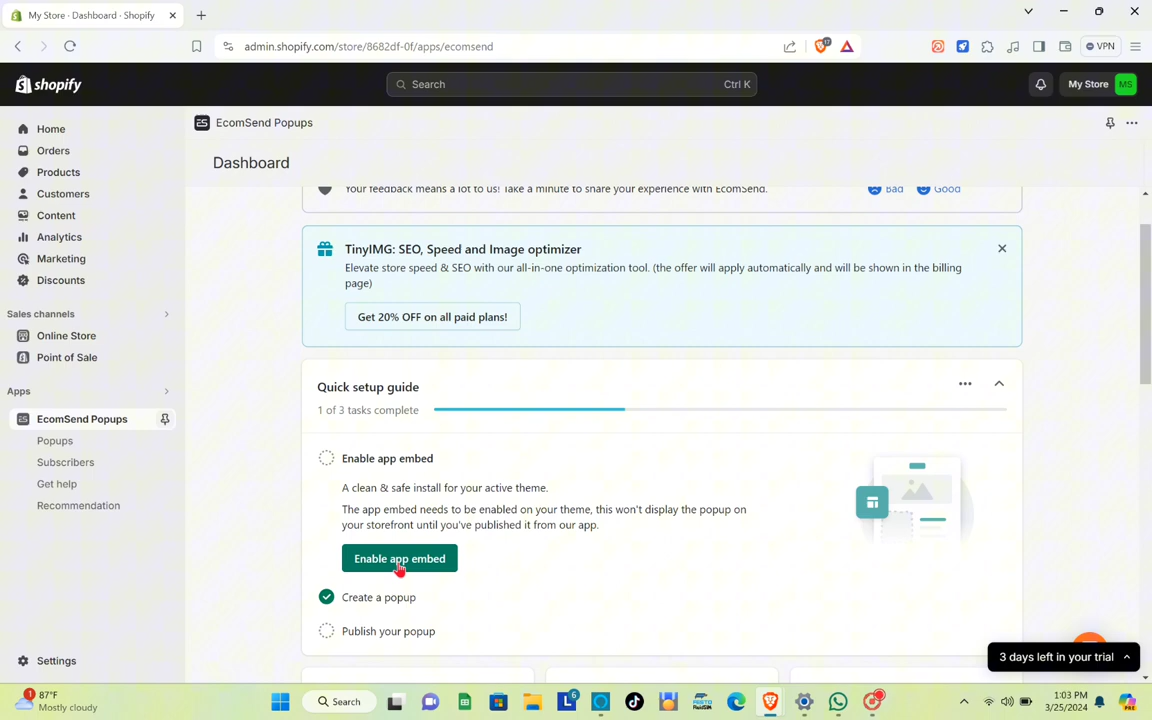 My Store · Dashboard · Shopify
admin.shopify.com/store/8682df-0f/apps/ecomsend
17
VPN
shopify
Search
Ctrl K
My Store
MS
Home
Orders
Products
Customers
Content
Analytics
Marketing
Discounts
Sales channels
Online Store
Point of Sale
Apps
EcomSend Popups
Popups
Subscribers
Get help
Recommendation
Settings
ES
EcomSend Popups
Dashboard
Your feedback means a lot to us! Take a minute to share your experience with EcomSend.
Bad
Good
TinyIMG: SEO, Speed and Image optimizer
Elevate store speed & SEO with our all-in-one optimization tool. (the offer will apply automatically and will be shown in the billing
page)
Get 20% OFF on all paid plans!
Quick setup guide
1 of 3 tasks complete
Enable app embed
A clean & safe install for your active theme.
The app embed needs to be enabled on your theme, this won't display the popup on
your storefront until you've published it from our app.
Enable app embed
Create a popup
Publish your popup
3 days left in your trial
1
87°F
Mostly cloudy
Search
6
1:03 PM
3/25/2024
PRE